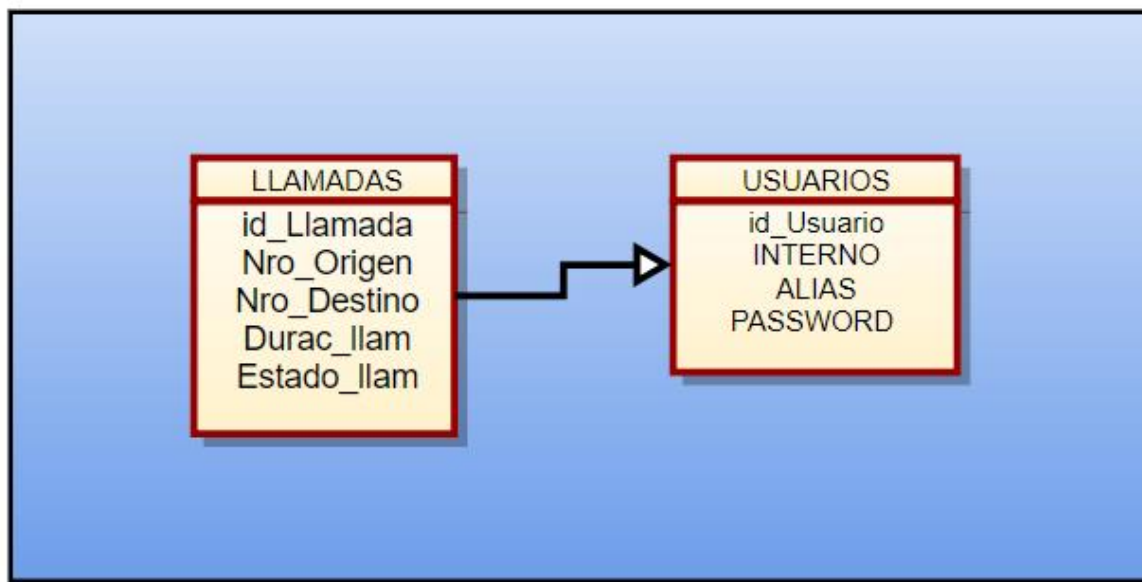 LLAMADAS
id_Llamada
Nro_Origen
Nro_Destino
Durac_llam
Estado_llam
USUARIOS
id_Usuario
INTERNO
ALIAS
PASSWORD